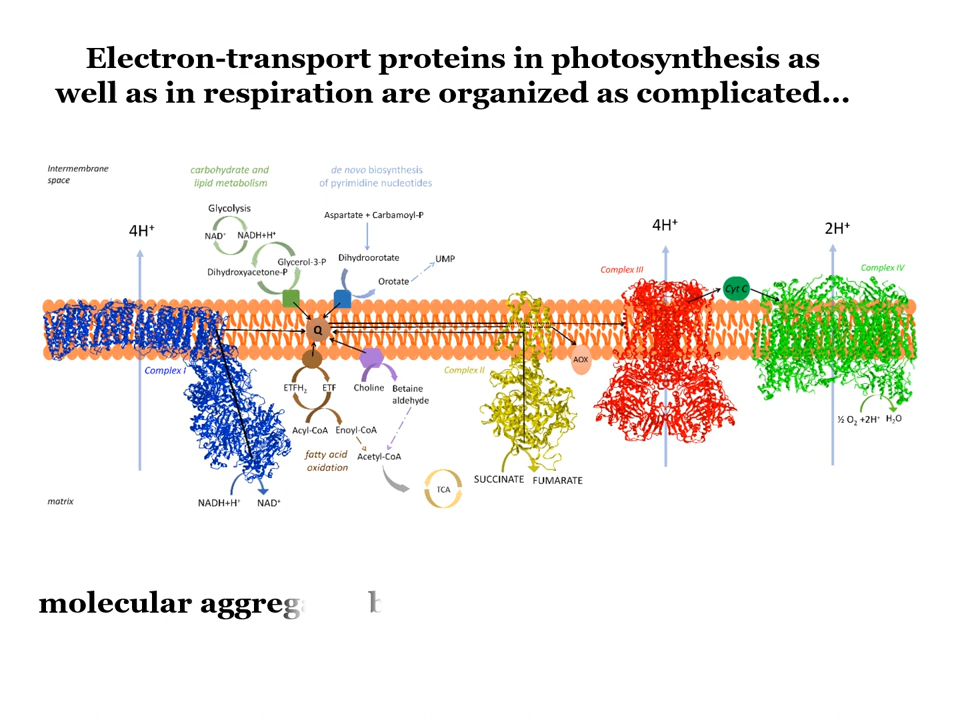 Electron-transport proteins in photosynthesis as
well as in respiration are organized as complicated...
Intermembrane
space
carbohydrate and
lipid metabolism
de novo biosynthesis
of pyrimidine nucleotides
Glycolysis
NAD⁺
NADH+H⁺
Aspartate + Carbamoyl-P
4H⁺
4H⁺
2H⁺
Glycerol-3-P
Dihydroxyacetone-P
Dihydroorotate
UMP
Orotate
Complex III
Cyt C
Complex IV
Q
AOX
Complex I
Complex II
ETFH₂
ETF
Choline
Betaine
aldehyde
Acyl-CoA
Enoyl-CoA
fatty acid
oxidation
Acetyl-CoA
TCA
SUCCINATE
FUMARATE
½ O₂ +2H⁺
H₂O
matrix
NADH+H⁺
NAD⁺
molecular